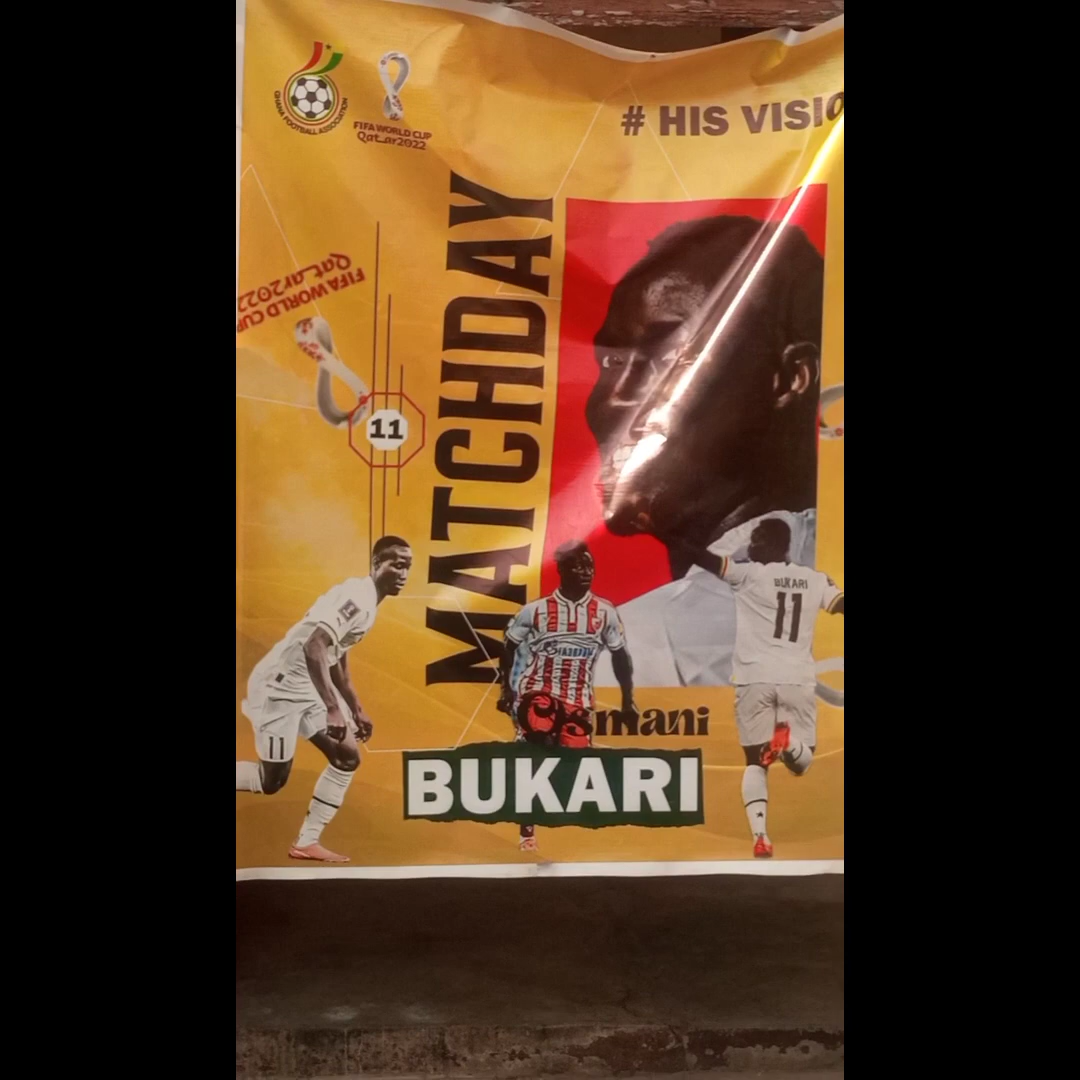 GHANA FOOTBALL ASSOCIATION
FIFA WORLD CUP
Qatar2022
# HIS VISIO
FIFA WORLD CUP
Qatar2022
MATCHDAY
11
BUKARI
11
11
Osmani
BUKARI